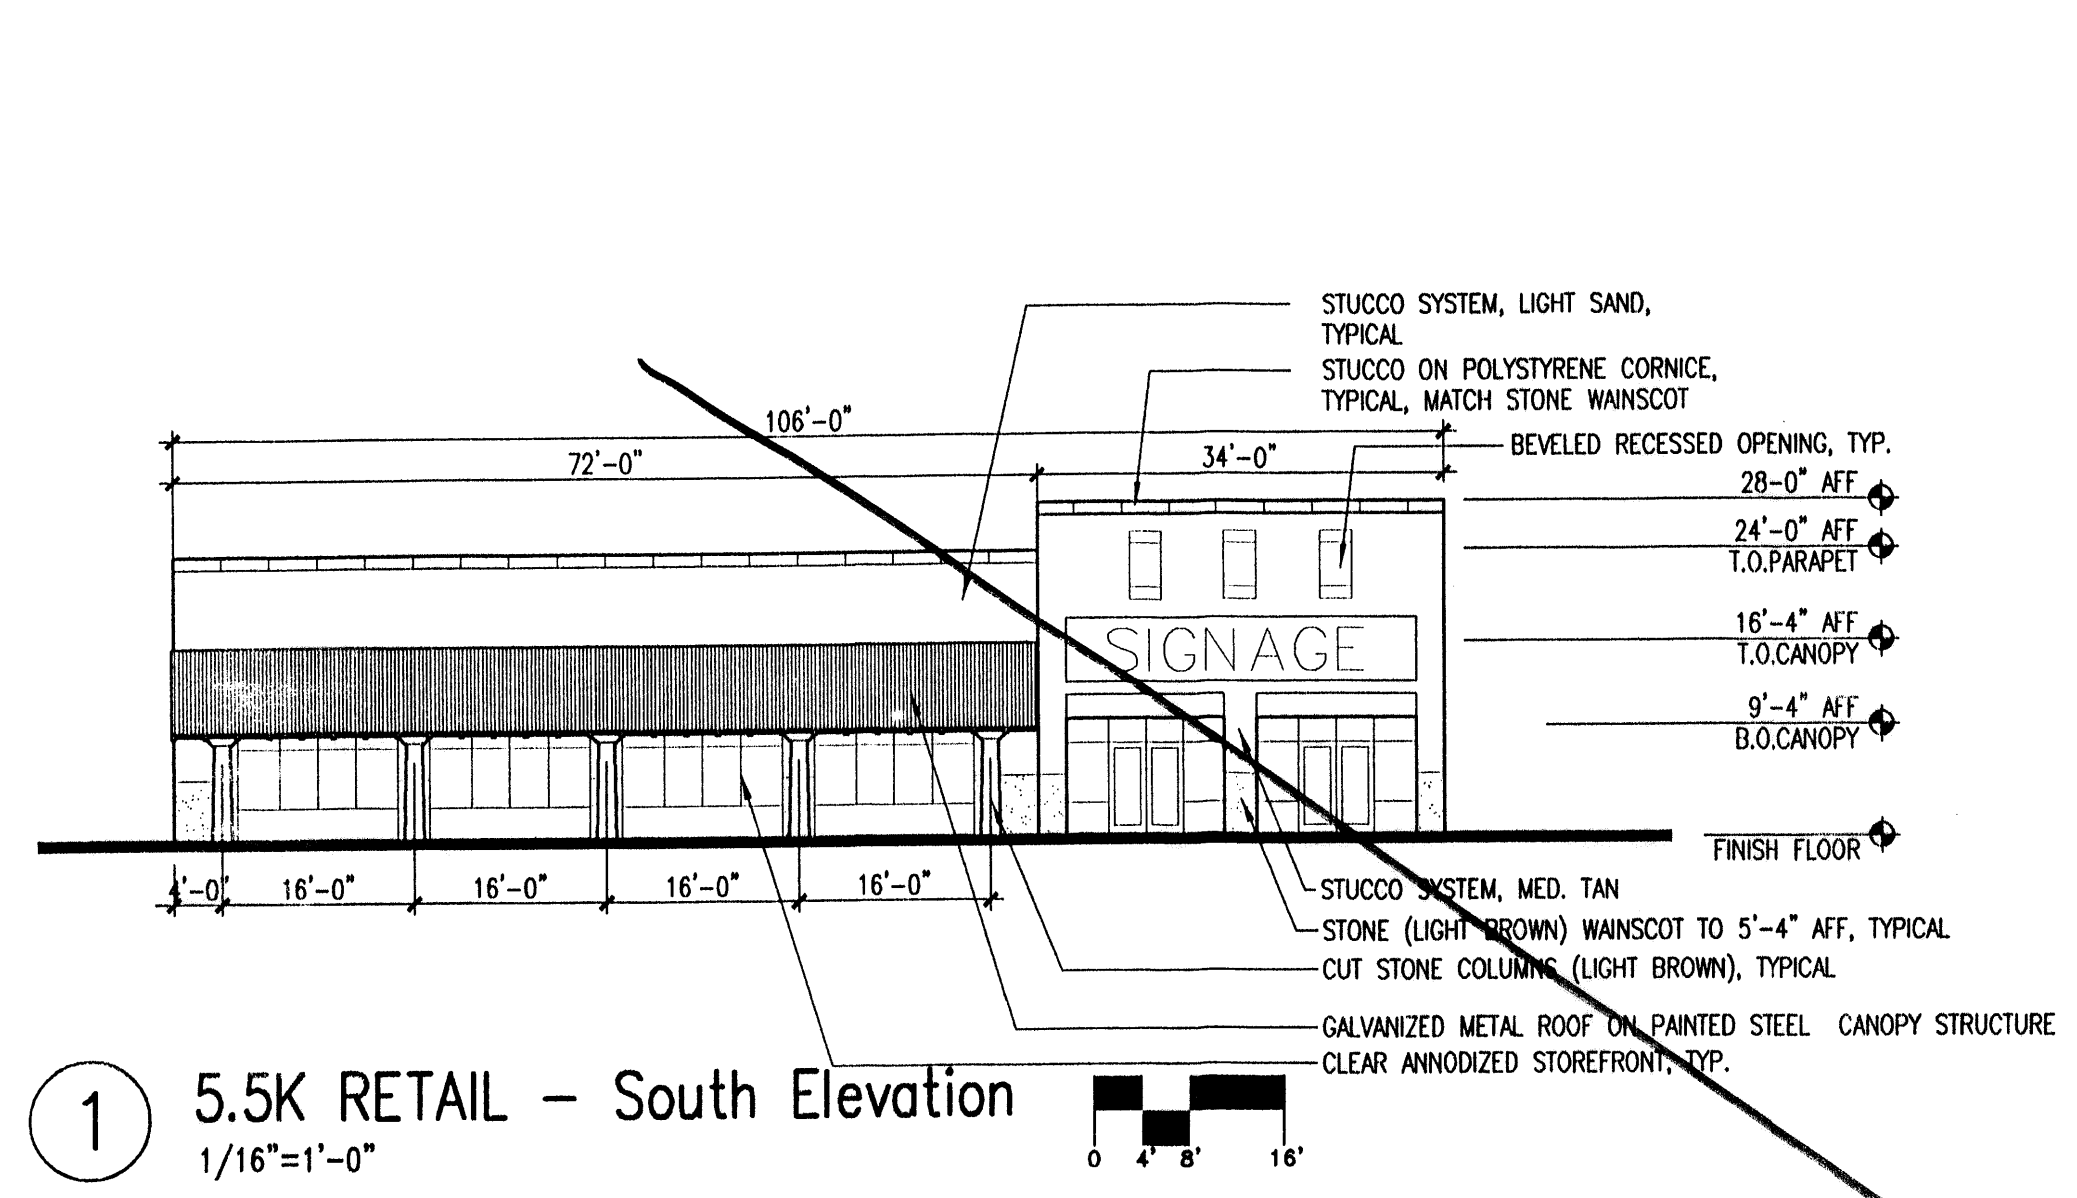 STUCCO SYSTEM, LIGHT SAND,
TYPICAL
STUCCO ON POLYSTYRENE CORNICE,
TYPICAL, MATCH STONE WAINSCOT
106'-0"
BEVELED RECESSED OPENING, TYP.
72'-0"
34'-0"
28-0" AFF
24'-0" AFF
T.O.PARAPET
16'-4" AFF
T.O.CANOPY
SIGNAGE
9'-4" AFF
B.O.CANOPY
FINISH FLOOR
4'-0" 16'-0" 16'-0" 16'-0" 16'-0"
STUCCO SYSTEM, MED. TAN
STONE (LIGHT BROWN) WAINSCOT TO 5'-4" AFF, TYPICAL
CUT STONE COLUMNS (LIGHT BROWN), TYPICAL
GALVANIZED METAL ROOF ON PAINTED STEEL CANOPY STRUCTURE
CLEAR ANNODIZED STOREFRONT, TYP.
1
5.5K RETAIL - South Elevation
1/16"=1'-0"
0 4' 8' 16'